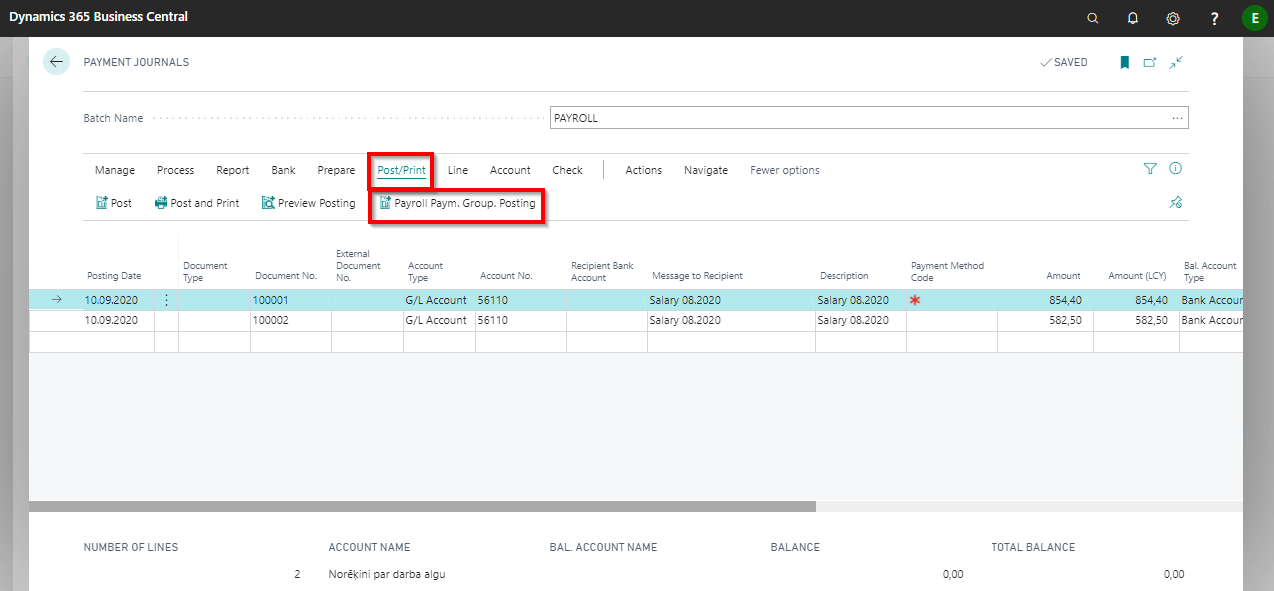 Dynamics 365 Business Central
? E
PAYMENT JOURNALS ✓SAVED
Batch Name PAYROLL ...
Manage Process Report Bank Prepare Post/Print Line Account Check Actions Navigate Fewer options
Post Post and Print Preview Posting Payroll Paym. Group. Posting
Posting Date Document Type Document No. External Document No. Account Type Account No. Recipient Bank Account Message to Recipient Description Payment Method Code Amount Amount (LCY) Bal. Account Type
→ 10.09.2020 100001 G/L Account 56110 Salary 08.2020 Salary 08.2020 * 854,40 854,40 Bank Accour
10.09.2020 100002 G/L Account 56110 Salary 08.2020 Salary 08.2020 582,50 582,50 Bank Accour
NUMBER OF LINES ACCOUNT NAME BAL. ACCOUNT NAME BALANCE TOTAL BALANCE
2 Norēķini par darba algu 0,00 0,00